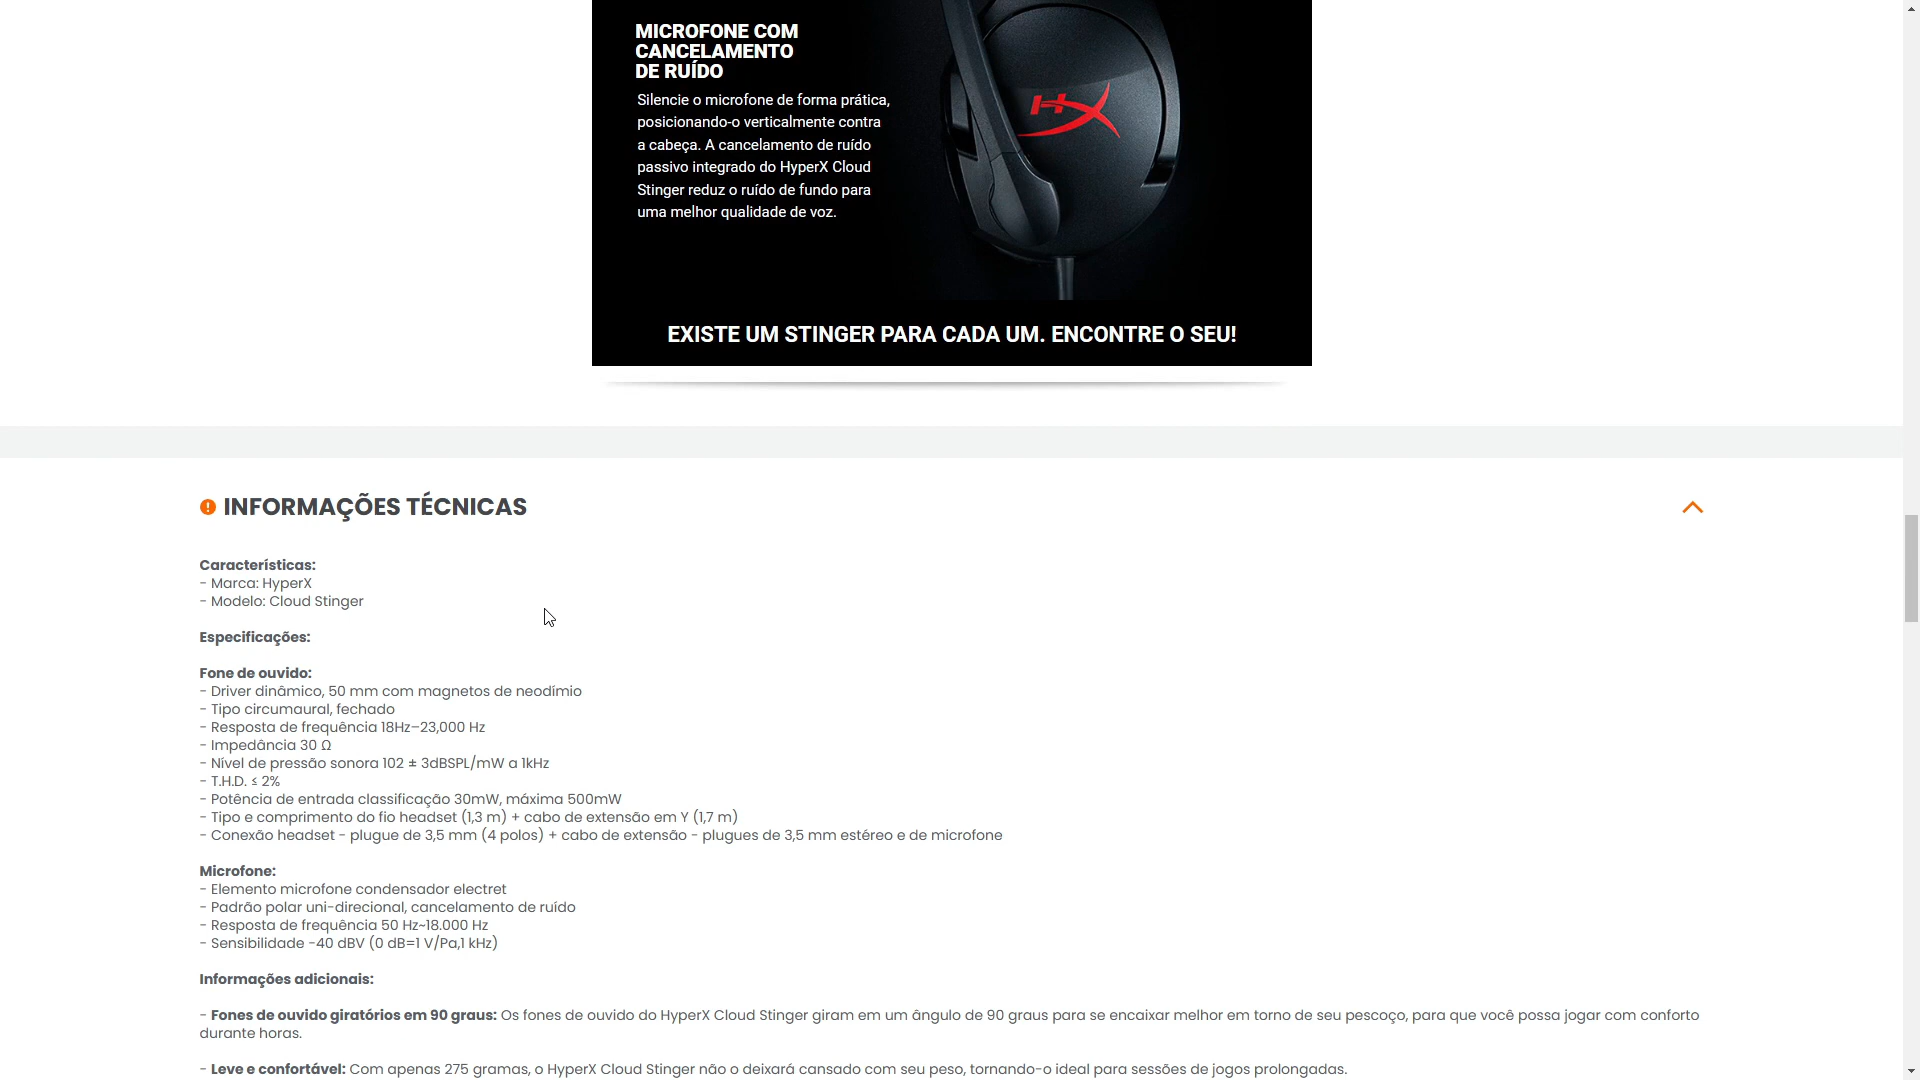 MICROFONE COM
CANCELAMENTO
DE RUÍDO
Silencie o microfone de forma prática,
posicionando-o verticalmente contra
a cabeça. A cancelamento de ruído
passivo integrado do HyperX Cloud
Stinger reduz o ruído de fundo para
uma melhor qualidade de voz.
HX
EXISTE UM STINGER PARA CADA UM. ENCONTRE O SEU!
INFORMAÇÕES TÉCNICAS
Características:
- Marca: HyperX
- Modelo: Cloud Stinger
Especificações:
Fone de ouvido:
- Driver dinâmico, 50 mm com magnetos de neodímio
- Tipo circumaural, fechado
- Resposta de frequência 18Hz–23,000 Hz
- Impedância 30 Ω
- Nível de pressão sonora 102 ± 3dBSPL/mW a 1kHz
- T.H.D. ≤ 2%
- Potência de entrada classificação 30mW, máxima 500mW
- Tipo e comprimento do fio headset (1,3 m) + cabo de extensão em Y (1,7 m)
- Conexão headset - plugue de 3,5 mm (4 polos) + cabo de extensão - plugues de 3,5 mm estéreo e de microfone
Microfone:
- Elemento microfone condensador electret
- Padrão polar uni-direcional, cancelamento de ruído
- Resposta de frequência 50 Hz~18.000 Hz
- Sensibilidade -40 dBV (0 dB=1 V/Pa,1 kHz)
Informações adicionais:
- Fones de ouvido giratórios em 90 graus: Os fones de ouvido do HyperX Cloud Stinger giram em um ângulo de 90 graus para se encaixar melhor em torno de seu pescoço, para que você possa jogar com conforto
durante horas.
- Leve e confortável: Com apenas 275 gramas, o HyperX Cloud Stinger não o deixará cansado com seu peso, tornando-o ideal para sessões de jogos prolongadas.